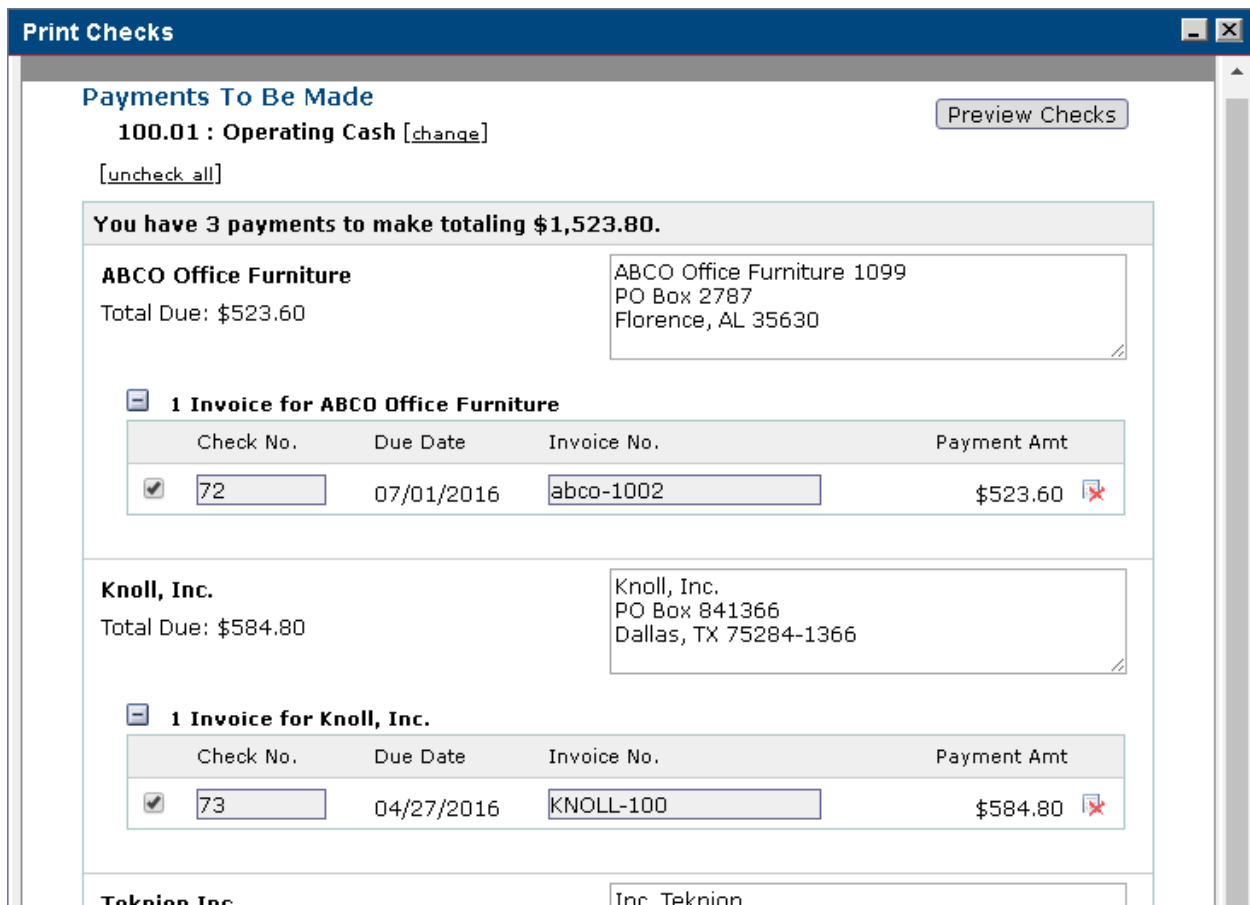 Print Checks
Payments To Be Made
Preview Checks
100.01 : Operating Cash [change]
[uncheck all]
You have 3 payments to make totaling $1,523.80.
ABCO Office Furniture
Total Due: $523.60
ABCO Office Furniture 1099
PO Box 2787
Florence, AL 35630
1 Invoice for ABCO Office Furniture
Check No. Due Date Invoice No. Payment Amt
72 07/01/2016 abco-1002 $523.60
Knoll, Inc.
Total Due: $584.80
Knoll, Inc.
PO Box 841366
Dallas, TX 75284-1366
1 Invoice for Knoll, Inc.
Check No. Due Date Invoice No. Payment Amt
73 04/27/2016 KNOLL-100 $584.80
Teknion Inc
Inc. Teknion